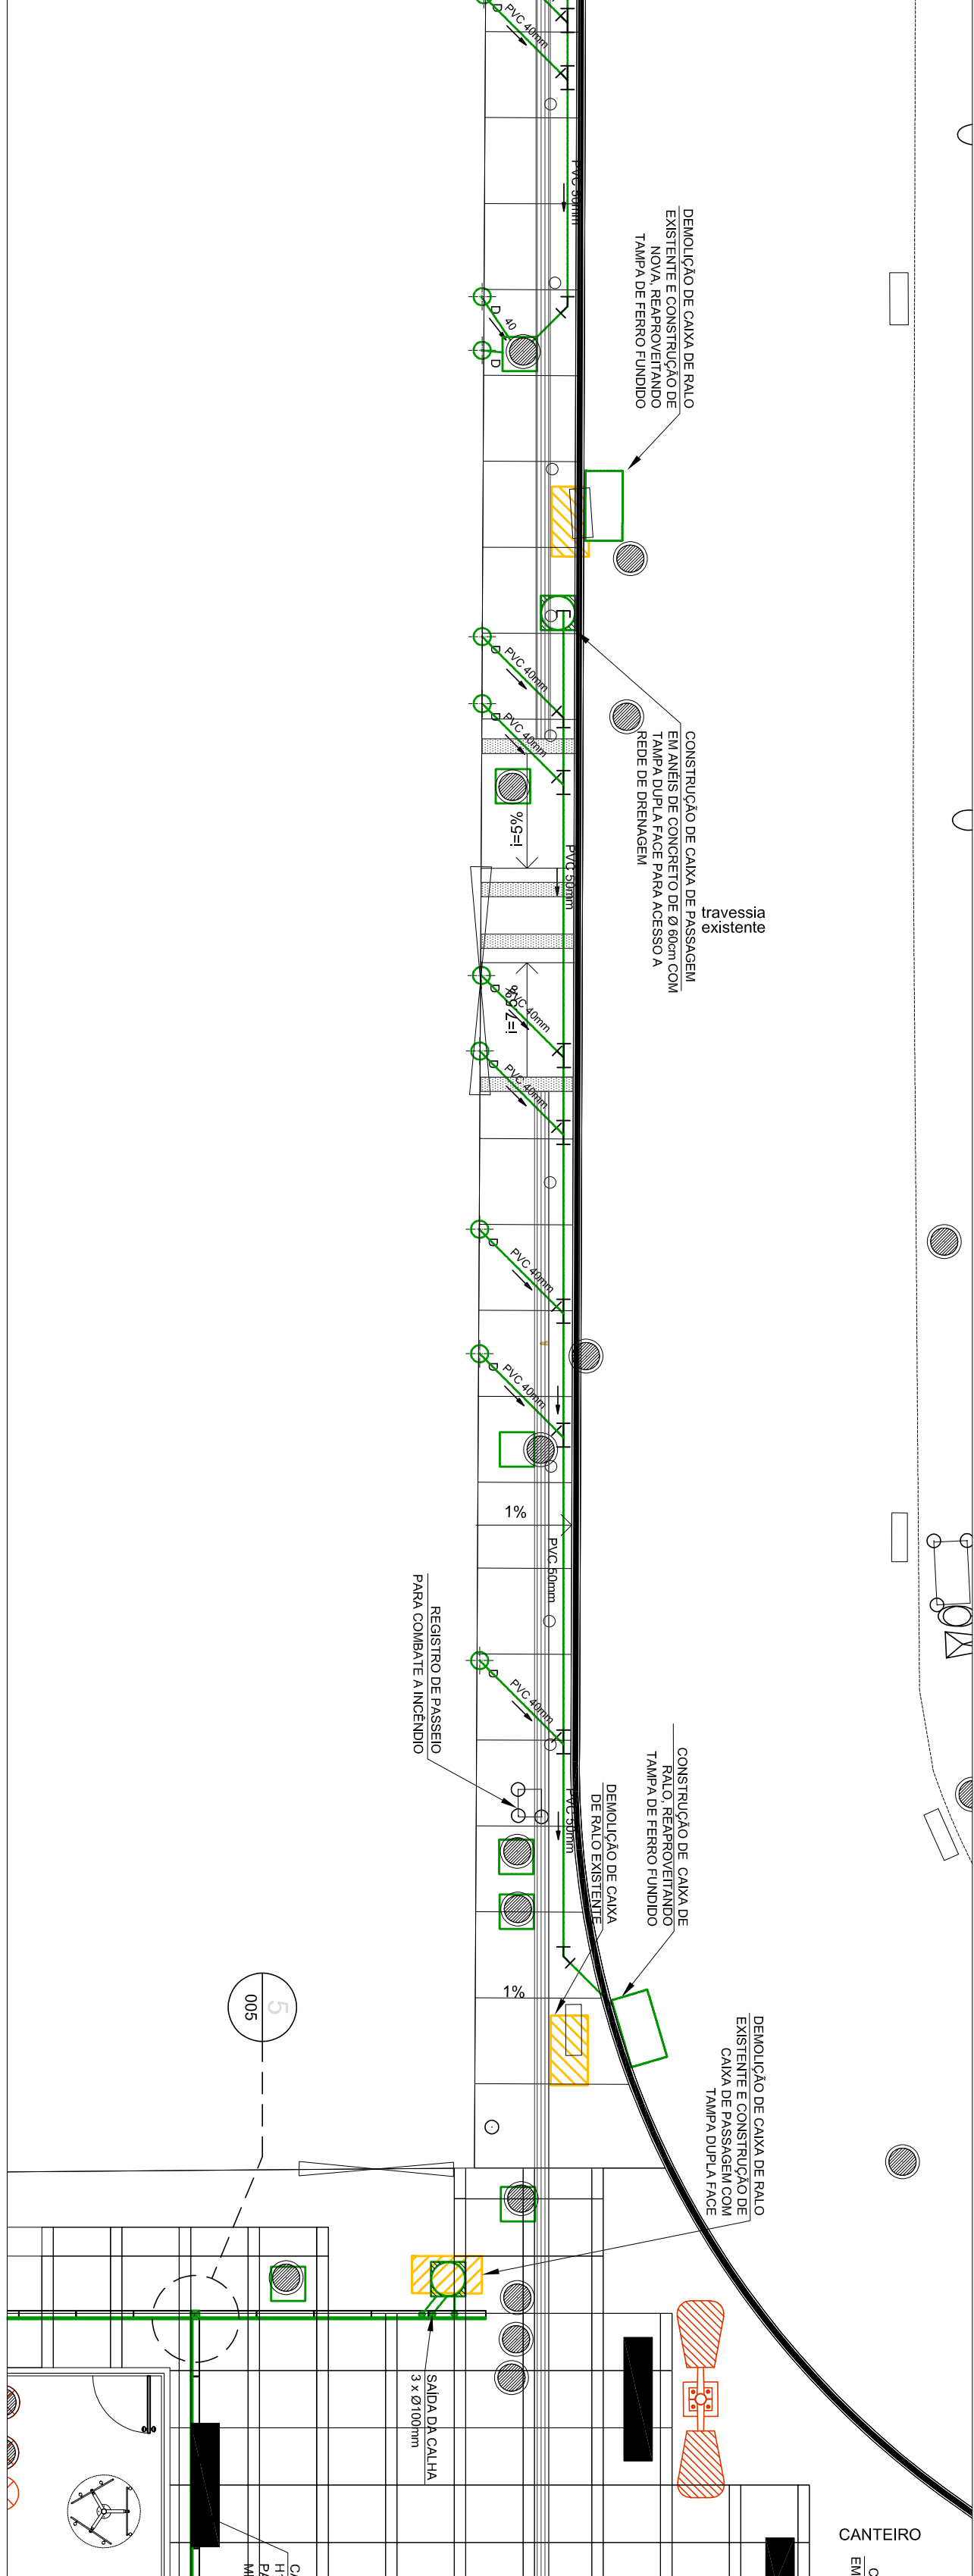 PVC 40mm
PVC 50mm
DEMOLIÇÃO DE CAIXA DE RALO
EXISTENTE E CONSTRUÇÃO DE
NOVA, REAPROVEITANDO
TAMPA DE FERRO FUNDIDO
D
40
D
D
PVC 40mm
D
PVC 40mm
CONSTRUÇÃO DE CAIXA DE PASSAGEM
EM ANÉIS DE CONCRETO DE Ø 60cm COM
TAMPA DUPLA FACE PARA ACESSO A
REDE DE DRENAGEM
i=5%
PVC 50mm
travessia
existente
D
PVC 40mm
D
PVC 40mm
D
PVC 40mm
D
PVC 40mm
1%
PVC 50mm
REGISTRO DE PASSEIO
PARA COMBATE A INCÊNDIO
D
PVC 40mm
CONSTRUÇÃO DE CAIXA DE
RALO, REAPROVEITANDO
TAMPA DE FERRO FUNDIDO
DEMOLIÇÃO DE CAIXA
DE RALO EXISTENTE
PVC 50mm
1%
5
005
DEMOLIÇÃO DE CAIXA DE RALO
EXISTENTE E CONSTRUÇÃO DE
CAIXA DE PASSAGEM COM
TAMPA DUPLA FACE
SAÍDA DA CALHA
3 x Ø100mm
CANTEIRO
EM